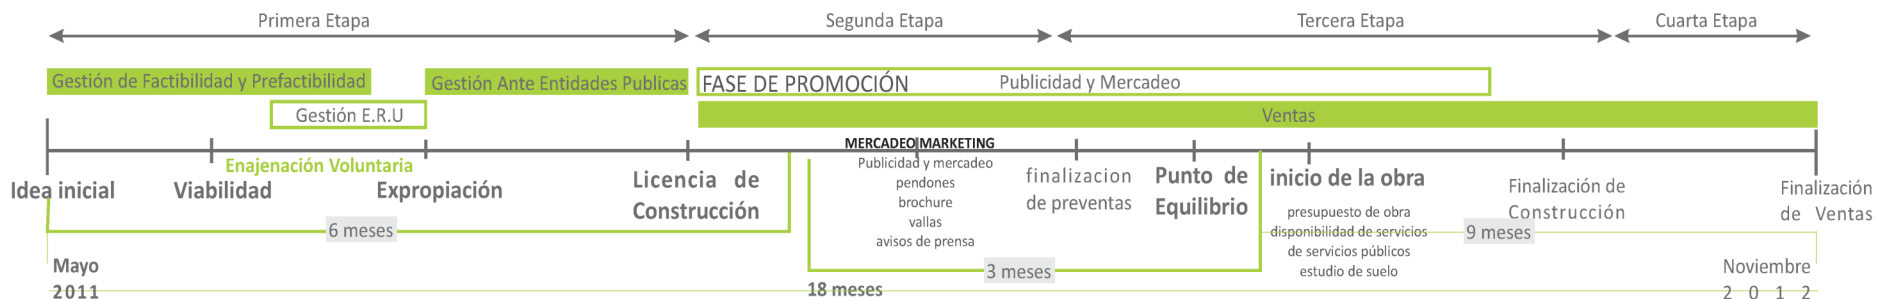 Primera Etapa
Segunda Etapa
Tercera Etapa
Cuarta Etapa
Gestión de Factibilidad y Prefactibilidad
Gestión Ante Entidades Publicas
FASE DE PROMOCIÓN
Publicidad y Mercadeo
Gestión E.R.U
Ventas
Enajenación Voluntaria
Idea inicial
Viabilidad
Expropiación
Licencia de
Construcción
MERCADEO MARKETING
Publicidad y mercadeo
pendones
brochure
vallas
avisos de prensa
finalizacion
de preventas
Punto de
Equilibrio
inicio de la obra
presupuesto de obra
disponibilidad de servicios
de servicios públicos
estudio de suelo
Finalización de
Construcción
Finalización
de Ventas
6 meses
3 meses
9 meses
Mayo
2011
18 meses
Noviembre
2 0 1 2